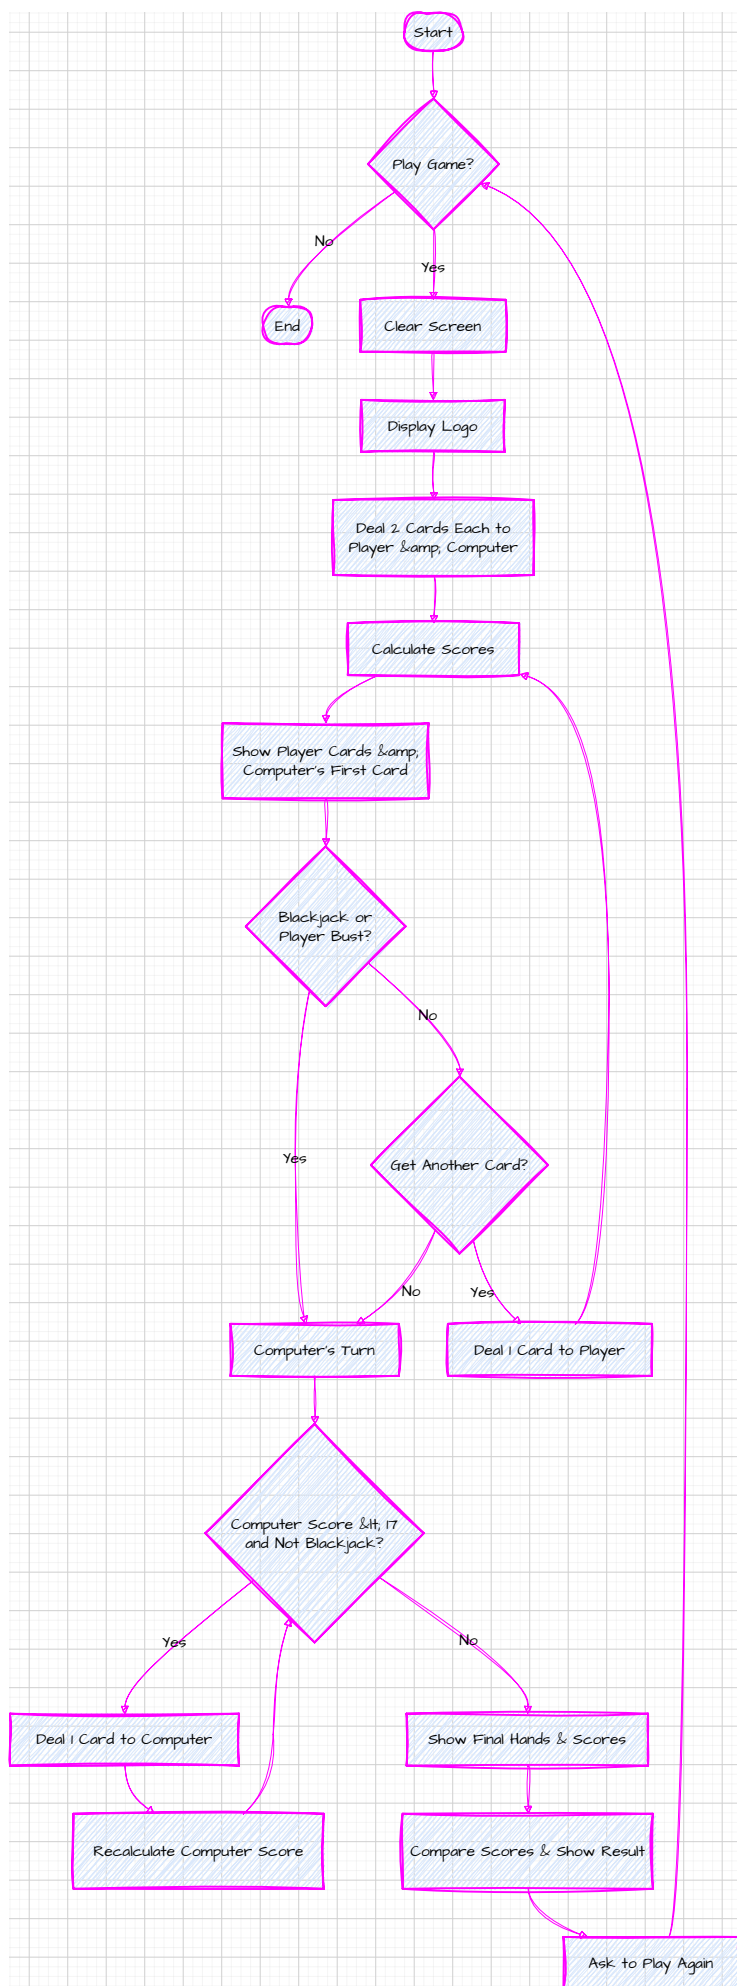 Start
Play Game?
No
Yes
End
Clear Screen
Display Logo
Deal 2 Cards Each to
Player &amp; Computer
Calculate Scores
Show Player Cards &amp;
Computer's First Card
Blackjack or
Player Bust?
No
Yes
Get Another Card?
No
Yes
Computer's Turn
Deal 1 Card to Player
Computer Score &lt; 17
and Not Blackjack?
Yes
No
Deal 1 Card to Computer
Show Final Hands & Scores
Recalculate Computer Score
Compare Scores & Show Result
Ask to Play Again